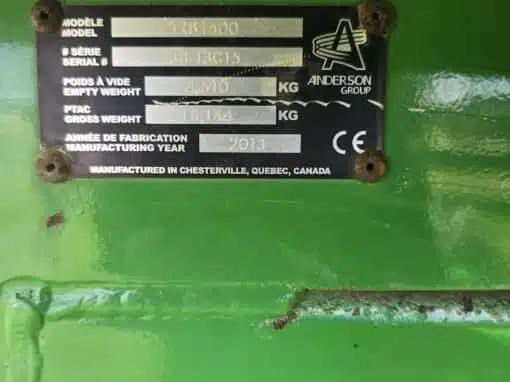 MODÈLE
MODEL
# SÉRIE
SERIAL #
POIDS À VIDE
EMPTY WEIGHT KG
PTAC
GROSS WEIGHT KG
ANDERSON
GROUP
ANNÉE DE FABRICATION
MANUFACTURING YEAR 2013
CE
MANUFACTURED IN CHESTERVILLE, QUEBEC, CANADA